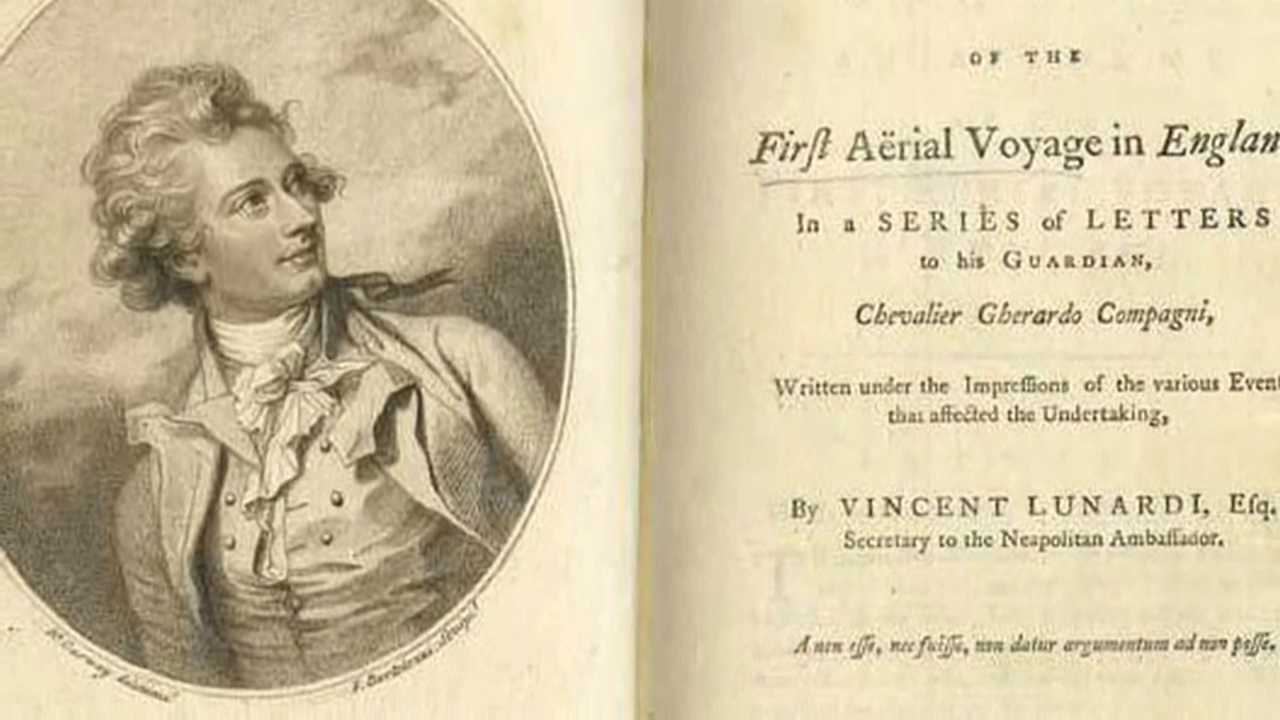 OF THE
Firſt Aërial Voyage in Englan
In a SERIES of LETTERS
to his GUARDIAN,
Chevalier Gherardo Compagni,
Written under the Impreſſions of the various Event
that affected the Undertaking,
By VINCENT LUNARDI, Eſq.
Secretary to the Neapolitan Ambaſſador.
A non eſſe, nec fuiſſe, non datur argumentum ad non poſſe.